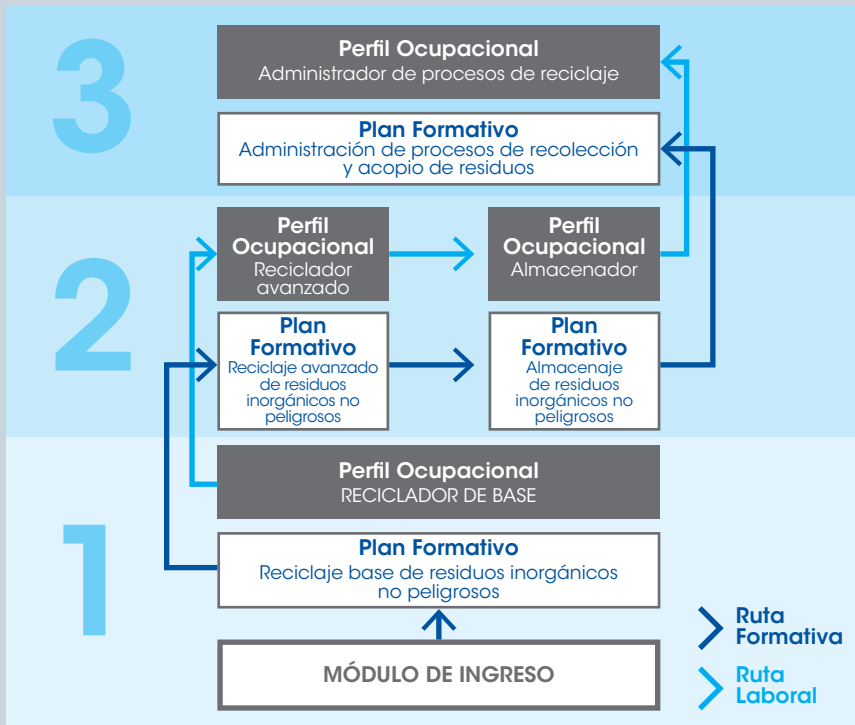 3
Perfil Ocupacional
Administrador de procesos de reciclaje
Plan Formativo
Administración de procesos de recolección
y acopio de residuos
2
Perfil
Ocupacional
Reciclador
avanzado
Perfil
Ocupacional
Almacenador
Plan
Formativo
Reciclaje avanzado
de residuos
inorgánicos no
peligrosos
Plan
Formativo
Almacenaje
de residuos
inorgánicos no
peligrosos
1
Perfil Ocupacional
RECICLADOR DE BASE
Plan Formativo
Reciclaje base de residuos inorgánicos
no peligrosos
MÓDULO DE INGRESO
Ruta
Formativa
Ruta
Laboral